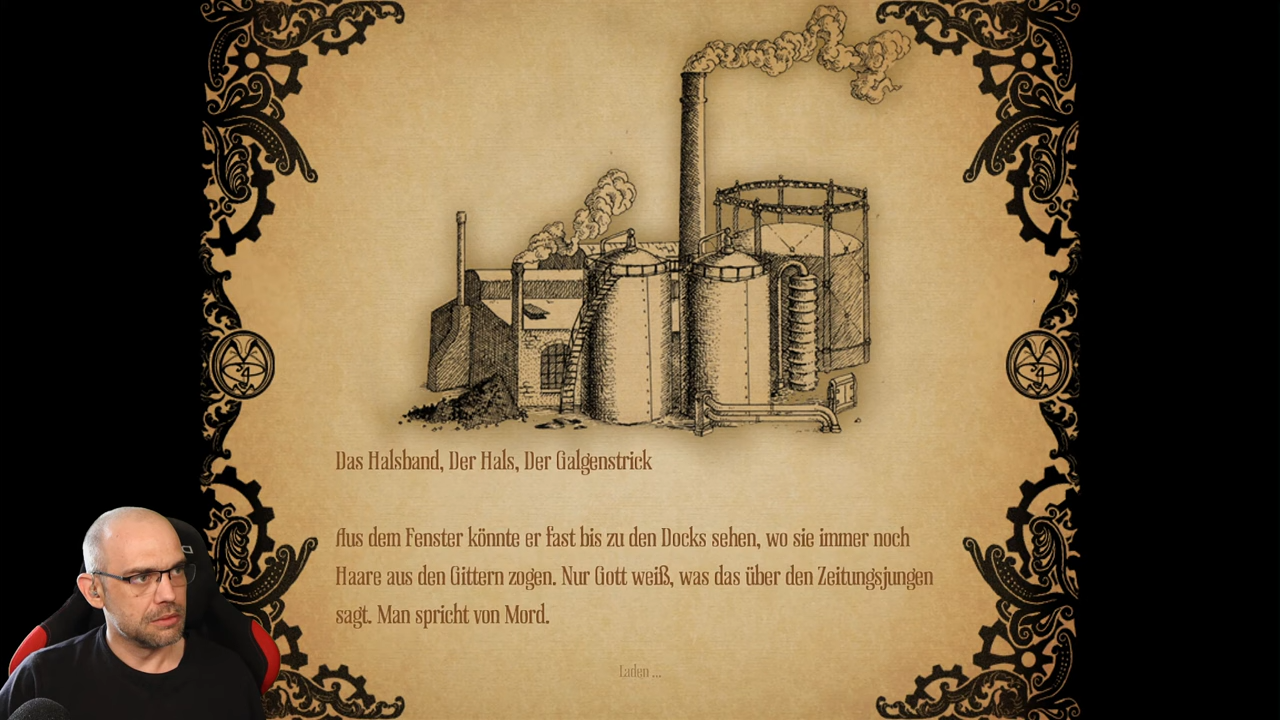 Das Halsband, Der Hals, Der Galgenstrick
Aus dem Fenster könnte er fast bis zu den Docks sehen, wo sie immer noch
Haare aus den Gittern zogen. Nur Gott weiß, was das über den Zeitungsjungen
sagt. Man spricht von Mord.
Laden ...